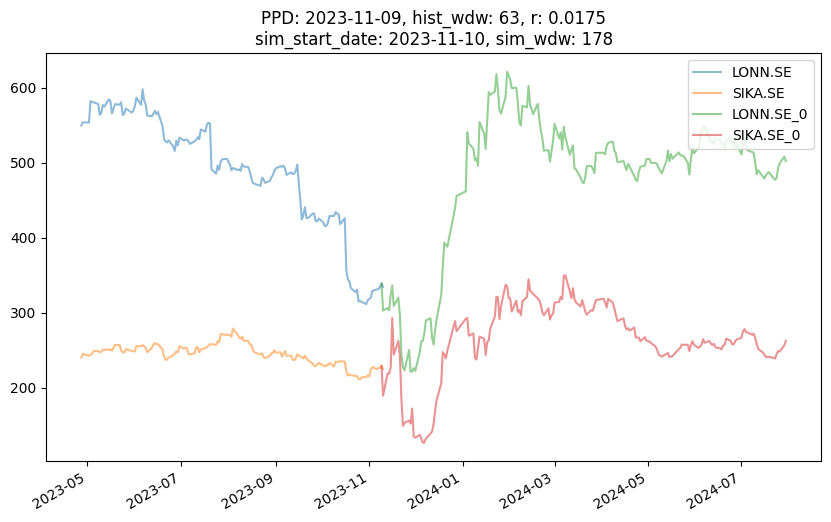 PPD: 2023-11-09, hist_wdw: 63, r: 0.0175
sim_start_date: 2023-11-10, sim_wdw: 178
LONN.SE
SIKA.SE
LONN.SE_0
SIKA.SE_0
600
500
400
300
200
2023-05
2023-07
2023-09
2023-11
2024-01
2024-03
2024-05
2024-07